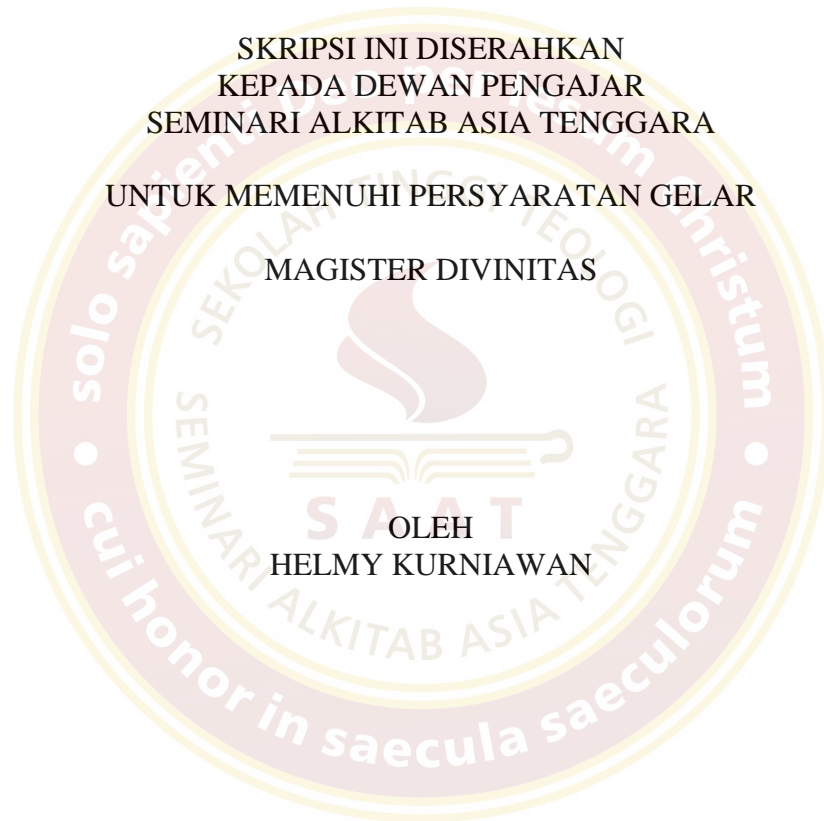 SKRIPSI INI DISERAHKAN
KEPADA DEWAN PENGAJAR
SEMINARI ALKITAB ASIA TENGGARA
UNTUK MEMENUHI PERSYARATAN GELAR
MAGISTER DIVINITAS
OLEH
HELMY KURNIAWAN
solo sapienti Deo per Iesum Christum
cui honor in saecula saeculorum
SEKOLAH TINGGI TEOLOGI
SEMINARI ALKITAB ASIA TENGGARA
SAAT